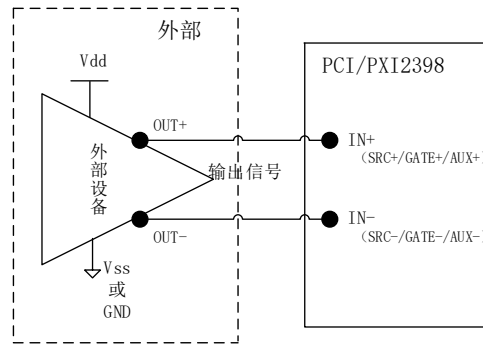 外部
Vdd
PCI/PXI2398
OUT+
IN+
(SRC+/GATE+/AUX+)
外部设备
输出信号
IN-
(SRC-/GATE-/AUX-)
OUT-
Vss
或
GND